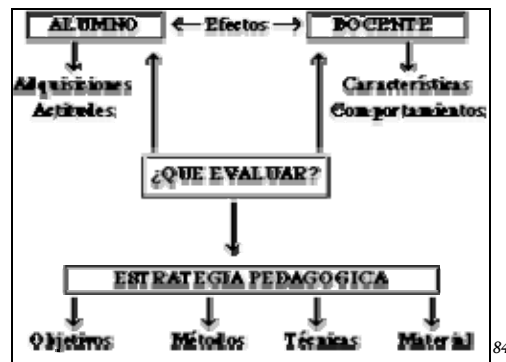 ALUMNO ← Efectos → DOCENTE
Adquisiciones Características
Actitudes Comportamientos
¿QUE EVALUAR?
ESTRATEGIA PEDAGOGICA
Objetivos Métodos Técnicas Material
84